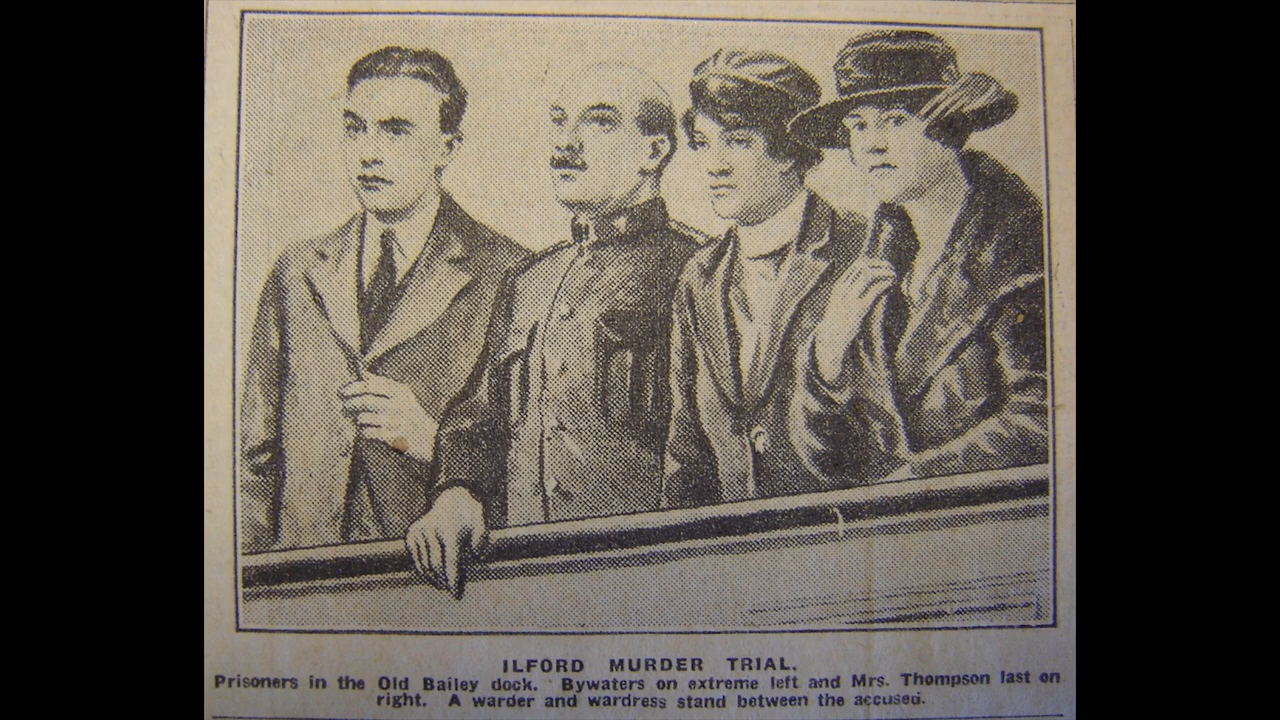 ILFORD MURDER TRIAL.
Prisoners in the Old Bailey dock. Bywaters on extreme left and Mrs. Thompson last on
right. A warder and wardress stand between the accused.